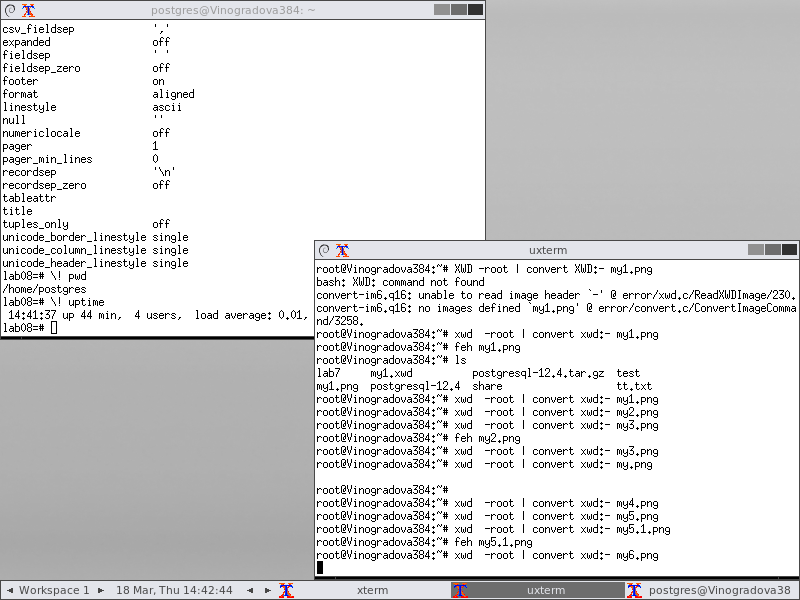 postgres@Vinogradova384: ~
csv_fieldsep ','
expanded off
fieldsep ' '
fieldsep_zero off
footer on
format aligned
linestyle ascii
null ''
numericlocale off
pager 1
pager_min_lines 0
recordsep '\n'
recordsep_zero off
tableattr
title
tuples_only off
unicode_border_linestyle single
unicode_column_linestyle single
unicode_header_linestyle single
lab08=# \! pwd
/home/postgres
lab08=# \! uptime
14:41:37 up 44 min, 4 users, load average: 0.01,
lab08=#
uxterm
root@Vinogradova384:~# XWD -root | convert XWD:- my1.png
bash: XWD: command not found
convert-im6.q16: unable to read image header `-' @ error/xwd.c/ReadXWDImage/230.
convert-im6.q16: no images defined `my1.png' @ error/convert.c/ConvertImageComma
nd/3258.
root@Vinogradova384:~# xwd -root | convert xwd:- my1.png
root@Vinogradova384:~# feh my1.png
root@Vinogradova384:~# ls
lab7 my1.xwd postgresql-12.4.tar.gz test
my1.png postgresql-12.4 share tt.txt
root@Vinogradova384:~# xwd -root | convert xwd:- my1.png
root@Vinogradova384:~# xwd -root | convert xwd:- my2.png
root@Vinogradova384:~# xwd -root | convert xwd:- my3.png
root@Vinogradova384:~# feh my2.png
root@Vinogradova384:~# xwd -root | convert xwd:- my3.png
root@Vinogradova384:~# xwd -root | convert xwd:- my.png
root@Vinogradova384:~#
root@Vinogradova384:~# xwd -root | convert xwd:- my4.png
root@Vinogradova384:~# xwd -root | convert xwd:- my5.png
root@Vinogradova384:~# xwd -root | convert xwd:- my5.1.png
root@Vinogradova384:~# feh my5.1.png
root@Vinogradova384:~# xwd -root | convert xwd:- my6.png
Workspace 1 18 Mar, Thu 14:42:44 xterm uxterm postgres@Vinogradova38